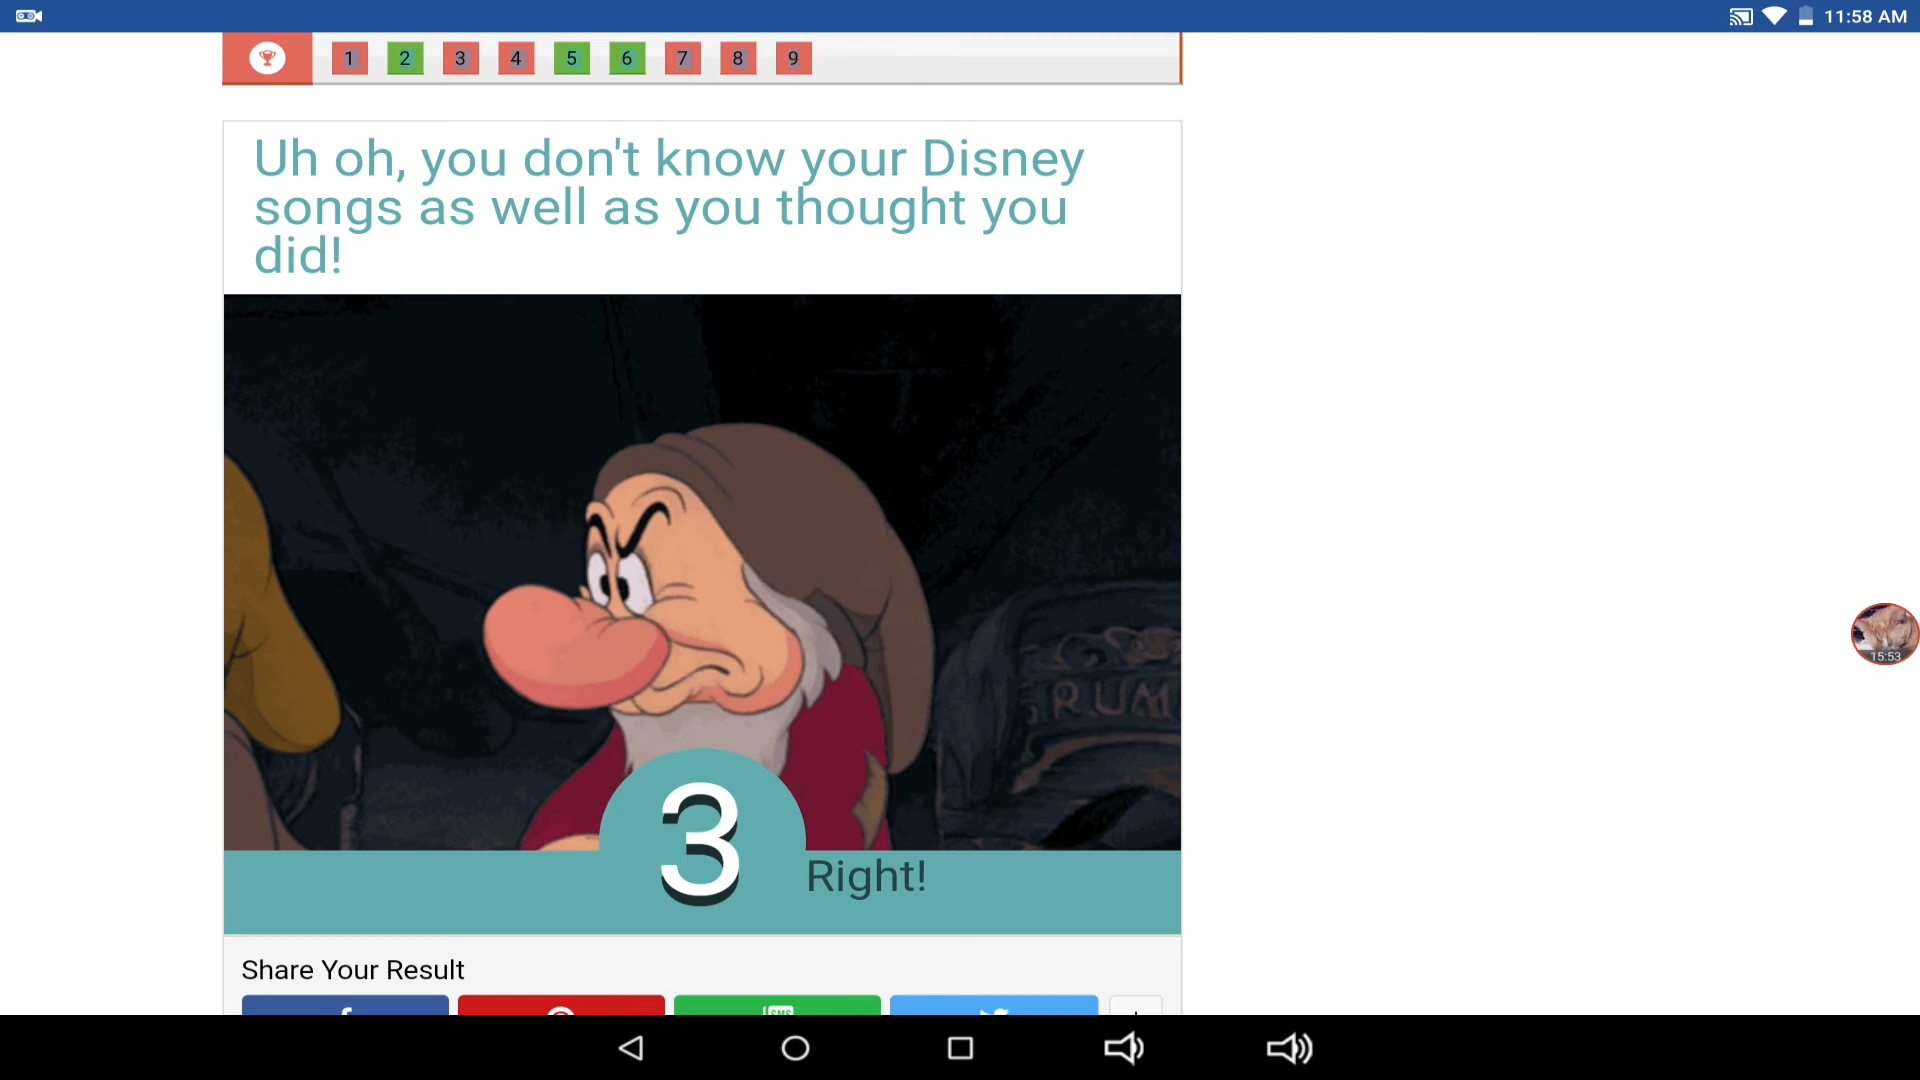 11:58 AM
1 2 3 4 5 6 7 8 9
Uh oh, you don't know your Disney
songs as well as you thought you
did!
RUM
15:53
3
Right!
Share Your Result
SMS